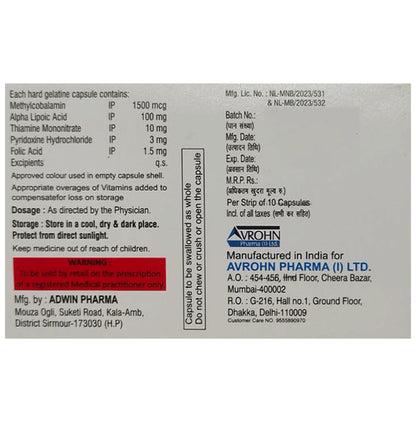 Each hard gelatine capsule contains:
Methylcobalamin IP 1500 mcg
Alpha Lipoic Acid IP 100 mg
Thiamine Mononitrate IP 10 mg
Pyridoxine Hydrochloride IP 3 mg
Folic Acid IP 1.5 mg
Excipients q.s.
Approved colour used in empty capsule shell.
Appropriate overages of Vitamins added to
compensatefor loss on storage
Dosage : As directed by the Physician.
Storage : Store in a cool, dry & dark place.
Protect from direct sunlight.
Keep medicine out of reach of children.
WARNING :
To be sold by retail on the prescription
of a registered Medical practitioner only.
Mfg. by : ADWIN PHARMA
Mouza Ogli, Suketi Road, Kala-Amb,
District Sirmour-173030 (H.P)
Capsule to be swallowed as whole
Do not chew or crush or open the capsule
Mfg. Lic. No. : NL-MNB/2023/531
& NL-MB/2023/532
Batch No.:
(घान संख्या)
Mfg. Date:
(उत्पादन तिथि)
Exp. Date:
(अवसान तिथि)
M.R.P. Rs.:
(अधिकतम खुदरा मूल्य रु.)
Per Strip of 10 Capsules
Incl. of all taxes (सभी कर सहित)
AVROHN
Pharma (I) Ltd.
Manufactured in India for
AVROHN PHARMA (I) LTD.
A.O. : 454-456, IInd Floor, Cheera Bazar,
Mumbai-400002
R.O. : G-216, Hall no.1, Ground Floor,
Dhakka, Delhi-110009
Customer Care NO. 9555890970